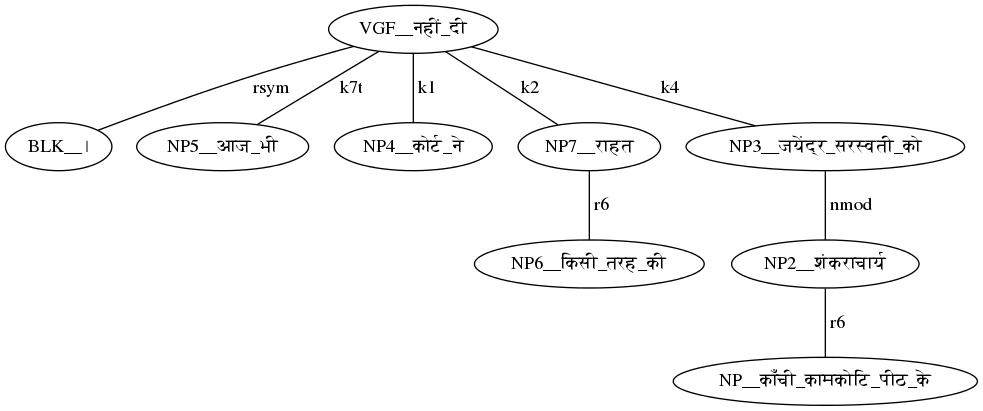 VGF__नहीं_दी
rsym k7t k1 k2 k4
BLK__। NP5__आज_भी NP4__कोर्ट_ने NP7__राहत NP3__जयेंद्र_सरस्वती_को
r6 nmod
NP6__किसी_तरह_की NP2__शंकराचार्य
r6
NP__काँची_कामकोटि_पीठ_के